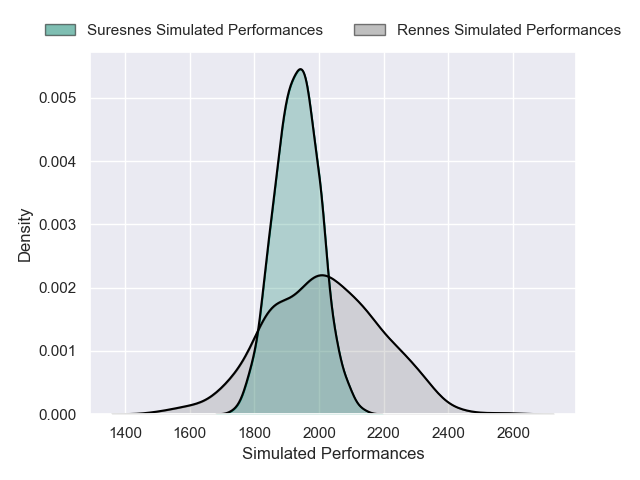 Suresnes Simulated Performances
Rennes Simulated Performances
0.005
0.004
0.003
0.002
0.001
0.000
Density
1400 1600 1800 2000 2200 2400 2600
Simulated Performances